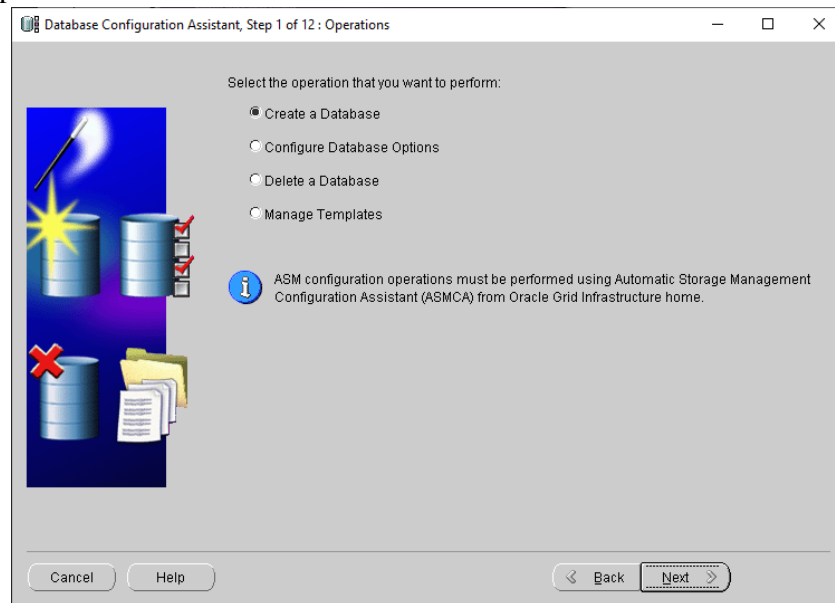 Database Configuration Assistant, Step 1 of 12 : Operations
Select the operation that you want to perform:
Create a Database
Configure Database Options
Delete a Database
Manage Templates
ASM configuration operations must be performed using Automatic Storage Management
Configuration Assistant (ASMCA) from Oracle Grid Infrastructure home.
Cancel
Help
Back
Next